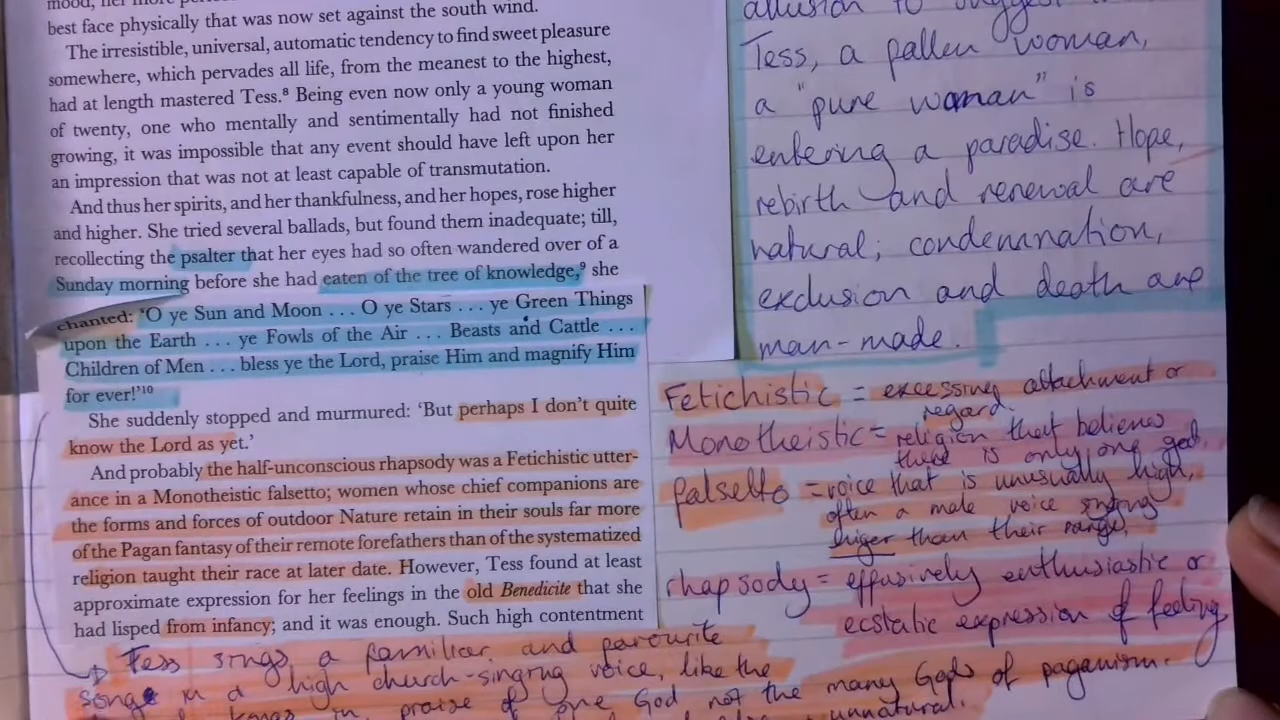 mood, her more
best face physically that was now set against the south wind.
The irresistible, universal, automatic tendency to find sweet pleasure
somewhere, which pervades all life, from the meanest to the highest,
had at length mastered Tess.⁸ Being even now only a young woman
of twenty, one who mentally and sentimentally had not finished
growing, it was impossible that any event should have left upon her
an impression that was not at least capable of transmutation.
And thus her spirits, and her thankfulness, and her hopes, rose higher
and higher. She tried several ballads, but found them inadequate; till,
recollecting the psalter that her eyes had so often wandered over of a
Sunday morning before she had eaten of the tree of knowledge,⁹ she
chanted: 'O ye Sun and Moon . . . O ye Stars . . . ye Green Things
upon the Earth . . . ye Fowls of the Air . . . Beasts and Cattle . . .
Children of Men . . . bless ye the Lord, praise Him and magnify Him
for ever!'¹⁰
She suddenly stopped and murmured: 'But perhaps I don't quite
know the Lord as yet.'
And probably the half-unconscious rhapsody was a Fetichistic utter-
ance in a Monotheistic falsetto; women whose chief companions are
the forms and forces of outdoor Nature retain in their souls far more
of the Pagan fantasy of their remote forefathers than of the systematized
religion taught their race at later date. However, Tess found at least
approximate expression for her feelings in the old Benedicite that she
had lisped from infancy; and it was enough. Such high contentment
allusion to suggest
Tess, a fallen woman,
a "pure woman" is
entering a paradise. Hope,
rebirth and renewal are
natural; condemnation,
exclusion and death are
man-made.
Fetichistic = excessing attachment or
regard.
Monotheistic = religion that believes
there is only one god.
falsetto = voice that is unusually high,
often a male voice singing
higer than their range.
rhapsody = effusively enthusiastic or
ecstatic expression of feeling
Tess sings a familiar and favourite
song in a high church-singing voice, like the
in praise of one God not the many Gods of paganism.
unnatural.